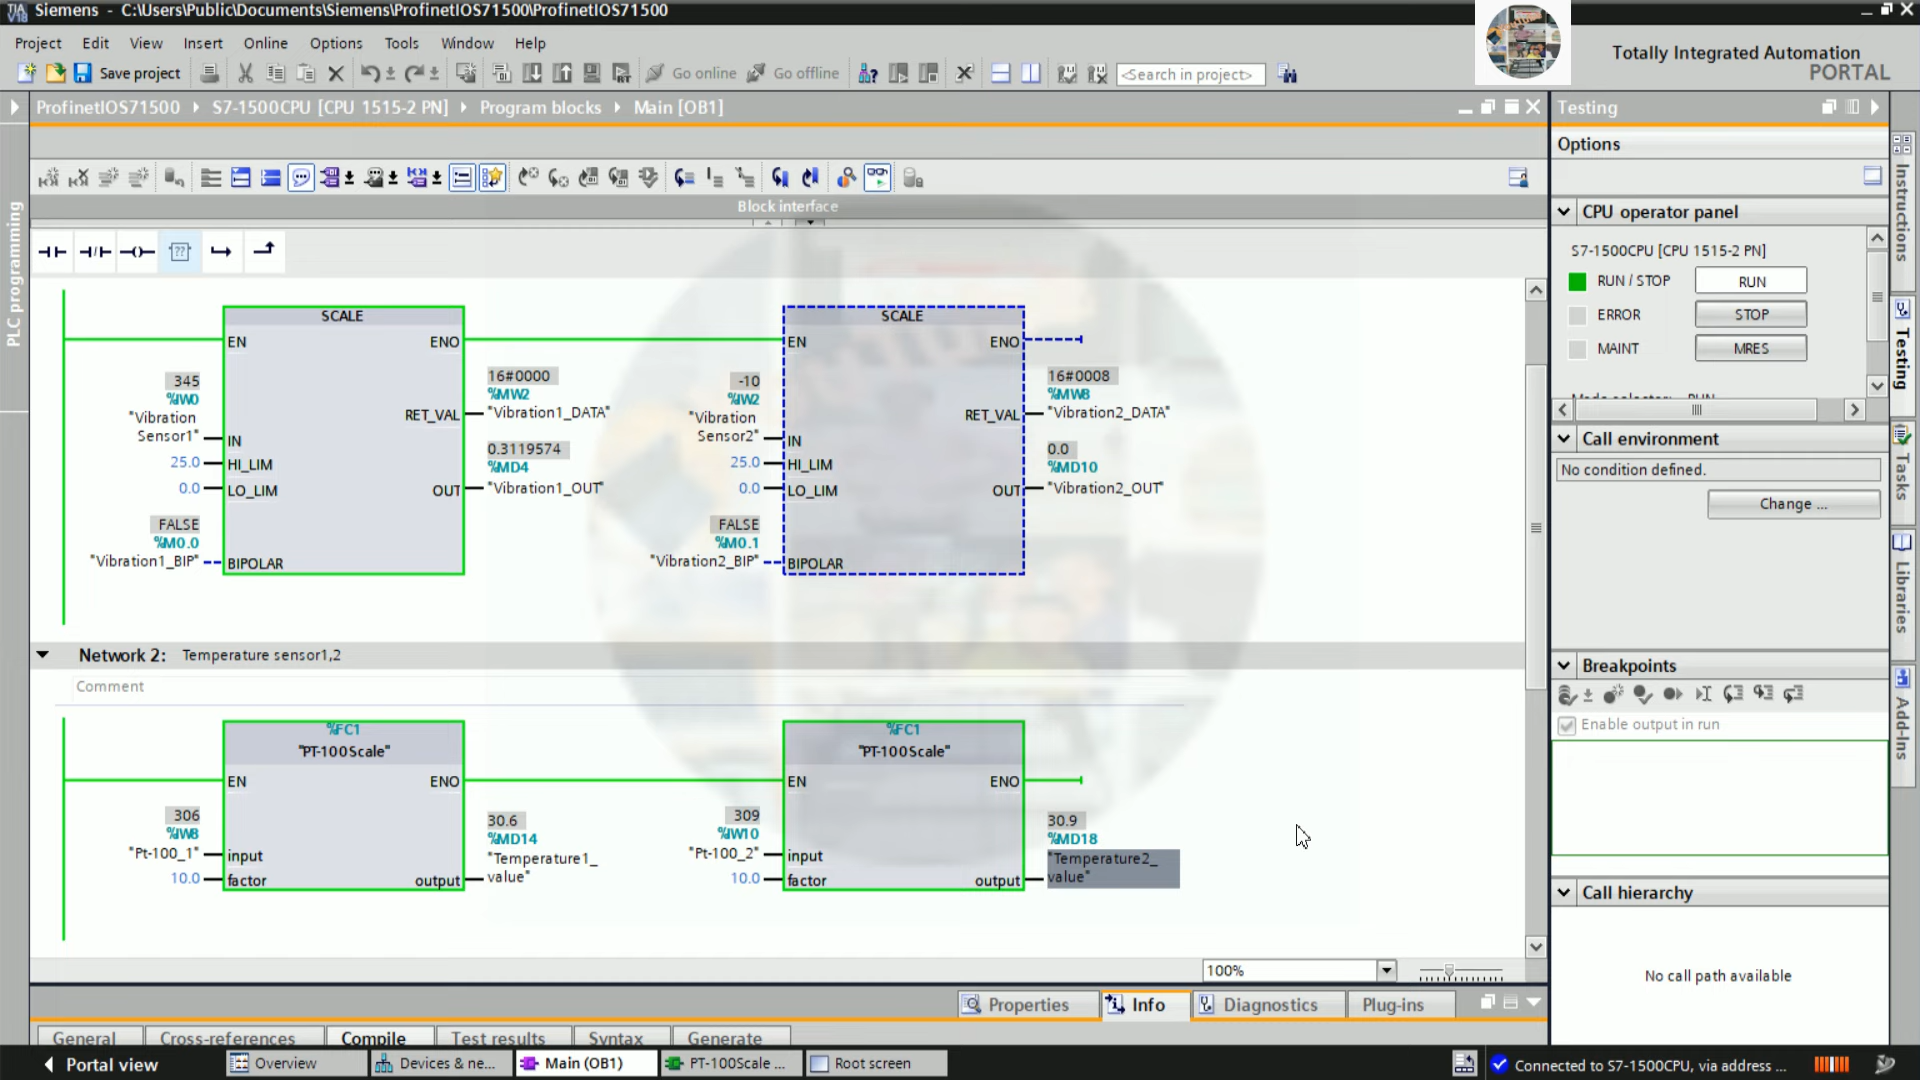 Siemens - C:\Users\Public\Documents\Siemens\ProfinetIOS71500\ProfinetIOS71500
Project Edit View Insert Online Options Tools Window Help
Totally Integrated Automation
PORTAL
Save project
Go online
Go offline
<Search in project>
ProfinetIOS71500 S7-1500CPU [CPU 1515-2 PN] Program blocks Main [OB1]
Testing
Options
Block interface
CPU operator panel
S7-1500CPU [CPU 1515-2 PN]
RUN / STOP RUN
ERROR STOP
MAINT MRES
Call environment
No condition defined.
Change ...
Breakpoints
Enable output in run
Call hierarchy
No call path available
PLC programming
Instructions
Testing
Tasks
Libraries
Add-Ins
SCALE SCALE
EN ENO EN ENO
345 16#0000 -10 16#0008
%IW0 %MW2 %IW2 %MW8
"Vibration RET_VAL "Vibration1_DATA" "Vibration RET_VAL "Vibration2_DATA"
Sensor1" IN Sensor2" IN
0.3119574 0.0
25.0 HI_LIM %MD4 25.0 HI_LIM %MD10
0.0 LO_LIM OUT "Vibration1_OUT" 0.0 LO_LIM OUT "Vibration2_OUT"
FALSE FALSE
%M0.0 %M0.1
"Vibration1_BIP" BIPOLAR "Vibration2_BIP" BIPOLAR
Network 2: Temperature sensor1,2
Comment
%FC1 %FC1
"PT-100Scale" "PT-100Scale"
EN ENO EN ENO
306 30.6 309 30.9
%IW8 %MD14 %IW10 %MD18
"Pt-100_1" input "Temperature1_ "Pt-100_2" input "Temperature2_
10.0 factor output value" 10.0 factor output value"
100%
Properties Info Diagnostics Plug-ins
General Cross-references Compile Test results Syntax Generate
Portal view Overview Devices & ne... Main (OB1) PT-100Scale ... Root screen Connected to S7-1500CPU, via address ...